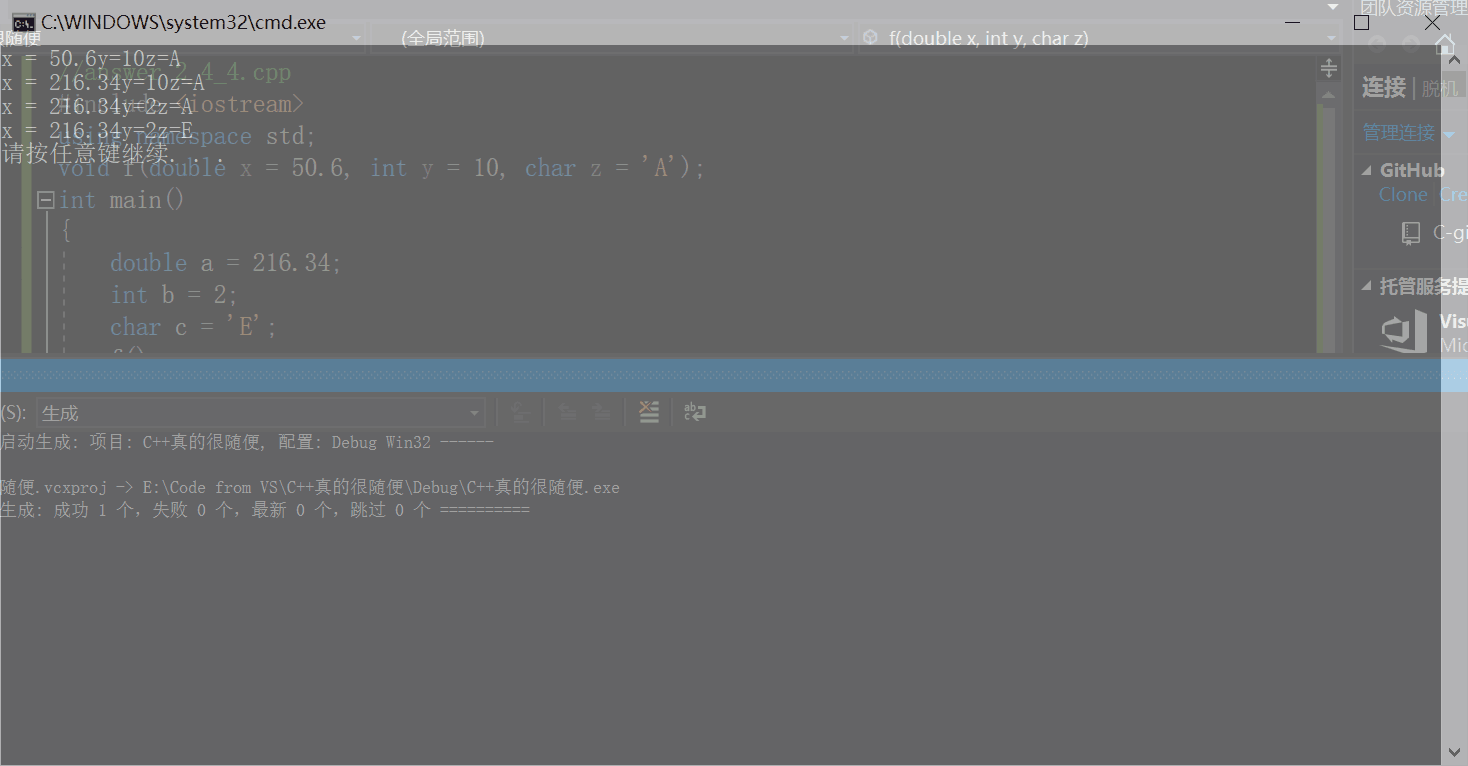 C:\WINDOWS\system32\cmd.exe
团队资源管理
很随便
(全局范围)
f(double x, int y, char z)
x = 50.6y=10z=A
x = 216.34y=10z=A
x = 216.34y=2z=A
x = 216.34y=2z=E
请按任意键继续. . .
//answer 2_4_4.cpp
#include <iostream>
using namespace std;
void f(double x = 50.6, int y = 10, char z = 'A');
int main()
{
double a = 216.34;
int b = 2;
char c = 'E';
f()
连接 | 脱机
管理连接
GitHub
Clone Cre
C-gi
托管服务提
Vis
Mic
(S): 生成
启动生成: 项目: C++真的很随便, 配置: Debug Win32 ------
随便.vcxproj -> E:\Code from VS\C++真的很随便\Debug\C++真的很随便.exe
生成: 成功 1 个，失败 0 个，最新 0 个，跳过 0 个 ==========